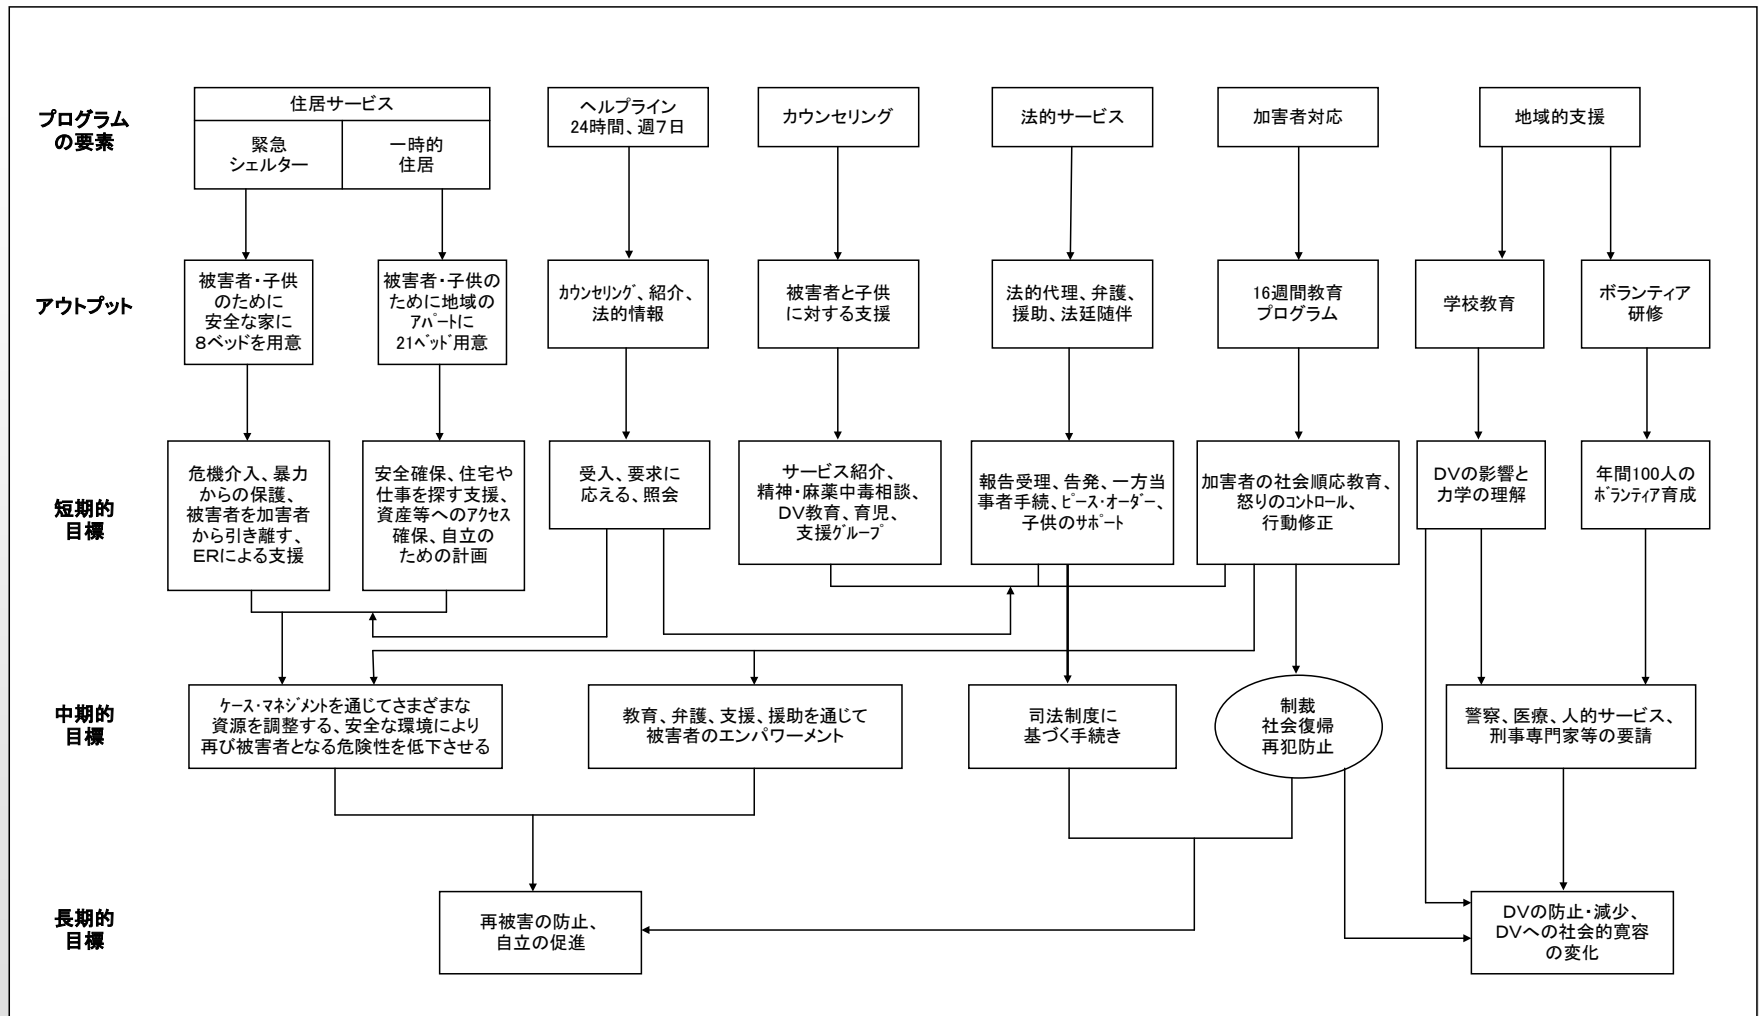 プログラム
の要素
住居サービス
緊急
シェルター
一時的
住居
ヘルプライン
24時間、週7日
カウンセリング
法的サービス
加害者対応
地域的支援
アウトプット
被害者・子供
のために
安全な家に
8ベッドを用意
被害者・子供の
ために地域の
アパートに
21ベッド用意
カウンセリング、紹介、
法的情報
被害者と子供
に対する支援
法的代理、弁護、
援助、法廷随伴
16週間教育
プログラム
学校教育
ボランティア
研修
短期的
目標
危機介入、暴力
からの保護、
被害者を加害者
から引き離す、
ERによる支援
安全確保、住宅や
仕事を探す支援、
資産等へのアクセス
確保、自立の
ための計画
受入、要求に
応える、照会
サービス紹介、
精神・麻薬中毒相談、
DV教育、育児、
支援グループ
報告受理、告発、一方当
事者手続、ピース・オーダー、
子供のサポート
加害者の社会順応教育、
怒りのコントロール、
行動修正
DVの影響と
力学の理解
年間100人の
ボランティア育成
中期的
目標
ケース・マネジメントを通じてさまざまな
資源を調整する、安全な環境により
再び被害者となる危険性を低下させる
教育、弁護、支援、援助を通じて
被害者のエンパワーメント
司法制度に
基づく手続き
制裁
社会復帰
再犯防止
警察、医療、人的サービス、
刑事専門家等の要請
長期的
目標
再被害の防止、
自立の促進
DVの防止・減少、
DVへの社会的寛容
の変化